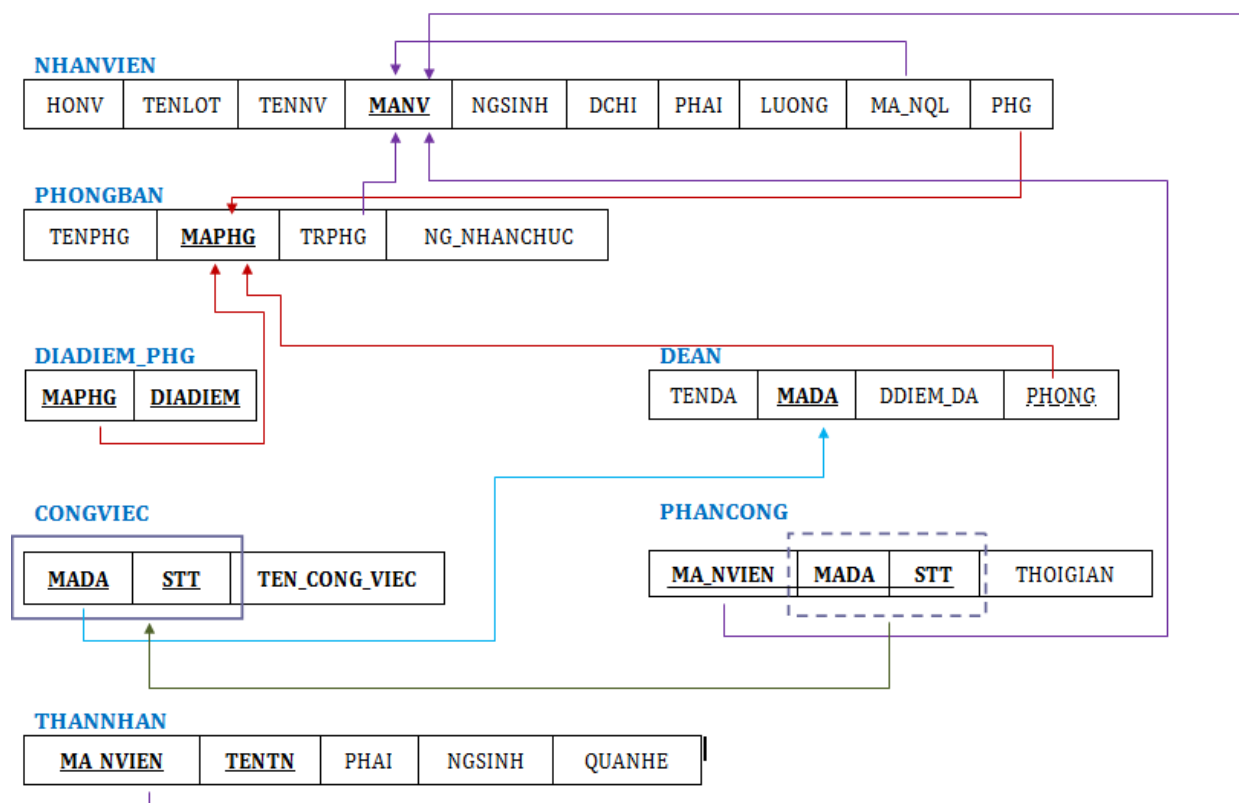 NHANVIEN
HONV TENLOT TENNV MANV NGSINH DCHI PHAI LUONG MA_NQL PHG
PHONGBAN
TENPHG MAPHG TRPHG NG_NHANCHUC
DIADIEM_PHG
MAPHG DIADIEM
DEAN
TENDA MADA DDIEM_DA PHONG
CONGVIEC
MADA STT TEN_CONG_VIEC
PHANCONG
MA_NVIEN MADA STT THOIGIAN
THANNHAN
MA_NVIEN TENTN PHAI NGSINH QUANHE